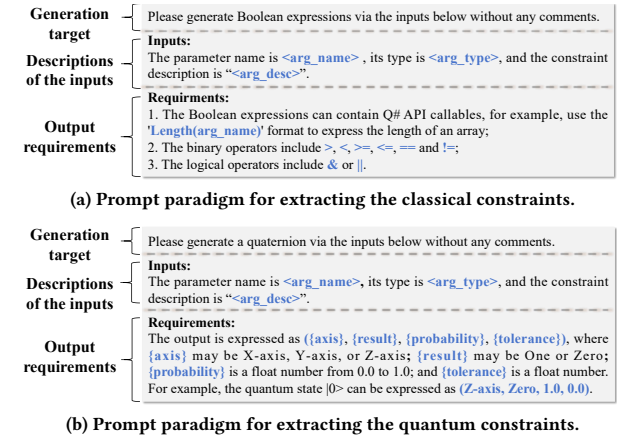 Generation
target
Please generate Boolean expressions via the inputs below without any comments.
Descriptions
of the inputs
Inputs:
The parameter name is <arg_name> , its type is <arg_type>, and the constraint
description is “<arg_desc>”.
Output
requirements
Requirments:
1. The Boolean expressions can contain Q# API callables, for example, use the
'Length(arg_name)' format to express the length of an array;
2. The binary operators include >, <, >=, <=, == and !=;
3. The logical operators include & or ||.
(a) Prompt paradigm for extracting the classical constraints.
Generation
target
Please generate a quaternion via the inputs below without any comments.
Descriptions
of the inputs
Inputs:
The parameter name is <arg_name>, its type is <arg_type>, and the constraint
description is “<arg_desc>”.
Output
requirements
Requirements:
The output is expressed as ({axis}, {result}, {probability}, {tolerance}), where
{axis} may be X-axis, Y-axis, or Z-axis; {result} may be One or Zero;
{probability} is a float number from 0.0 to 1.0; and {tolerance} is a float number.
For example, the quantum state |0> can be expressed as (Z-axis, Zero, 1.0, 0.0).
(b) Prompt paradigm for extracting the quantum constraints.